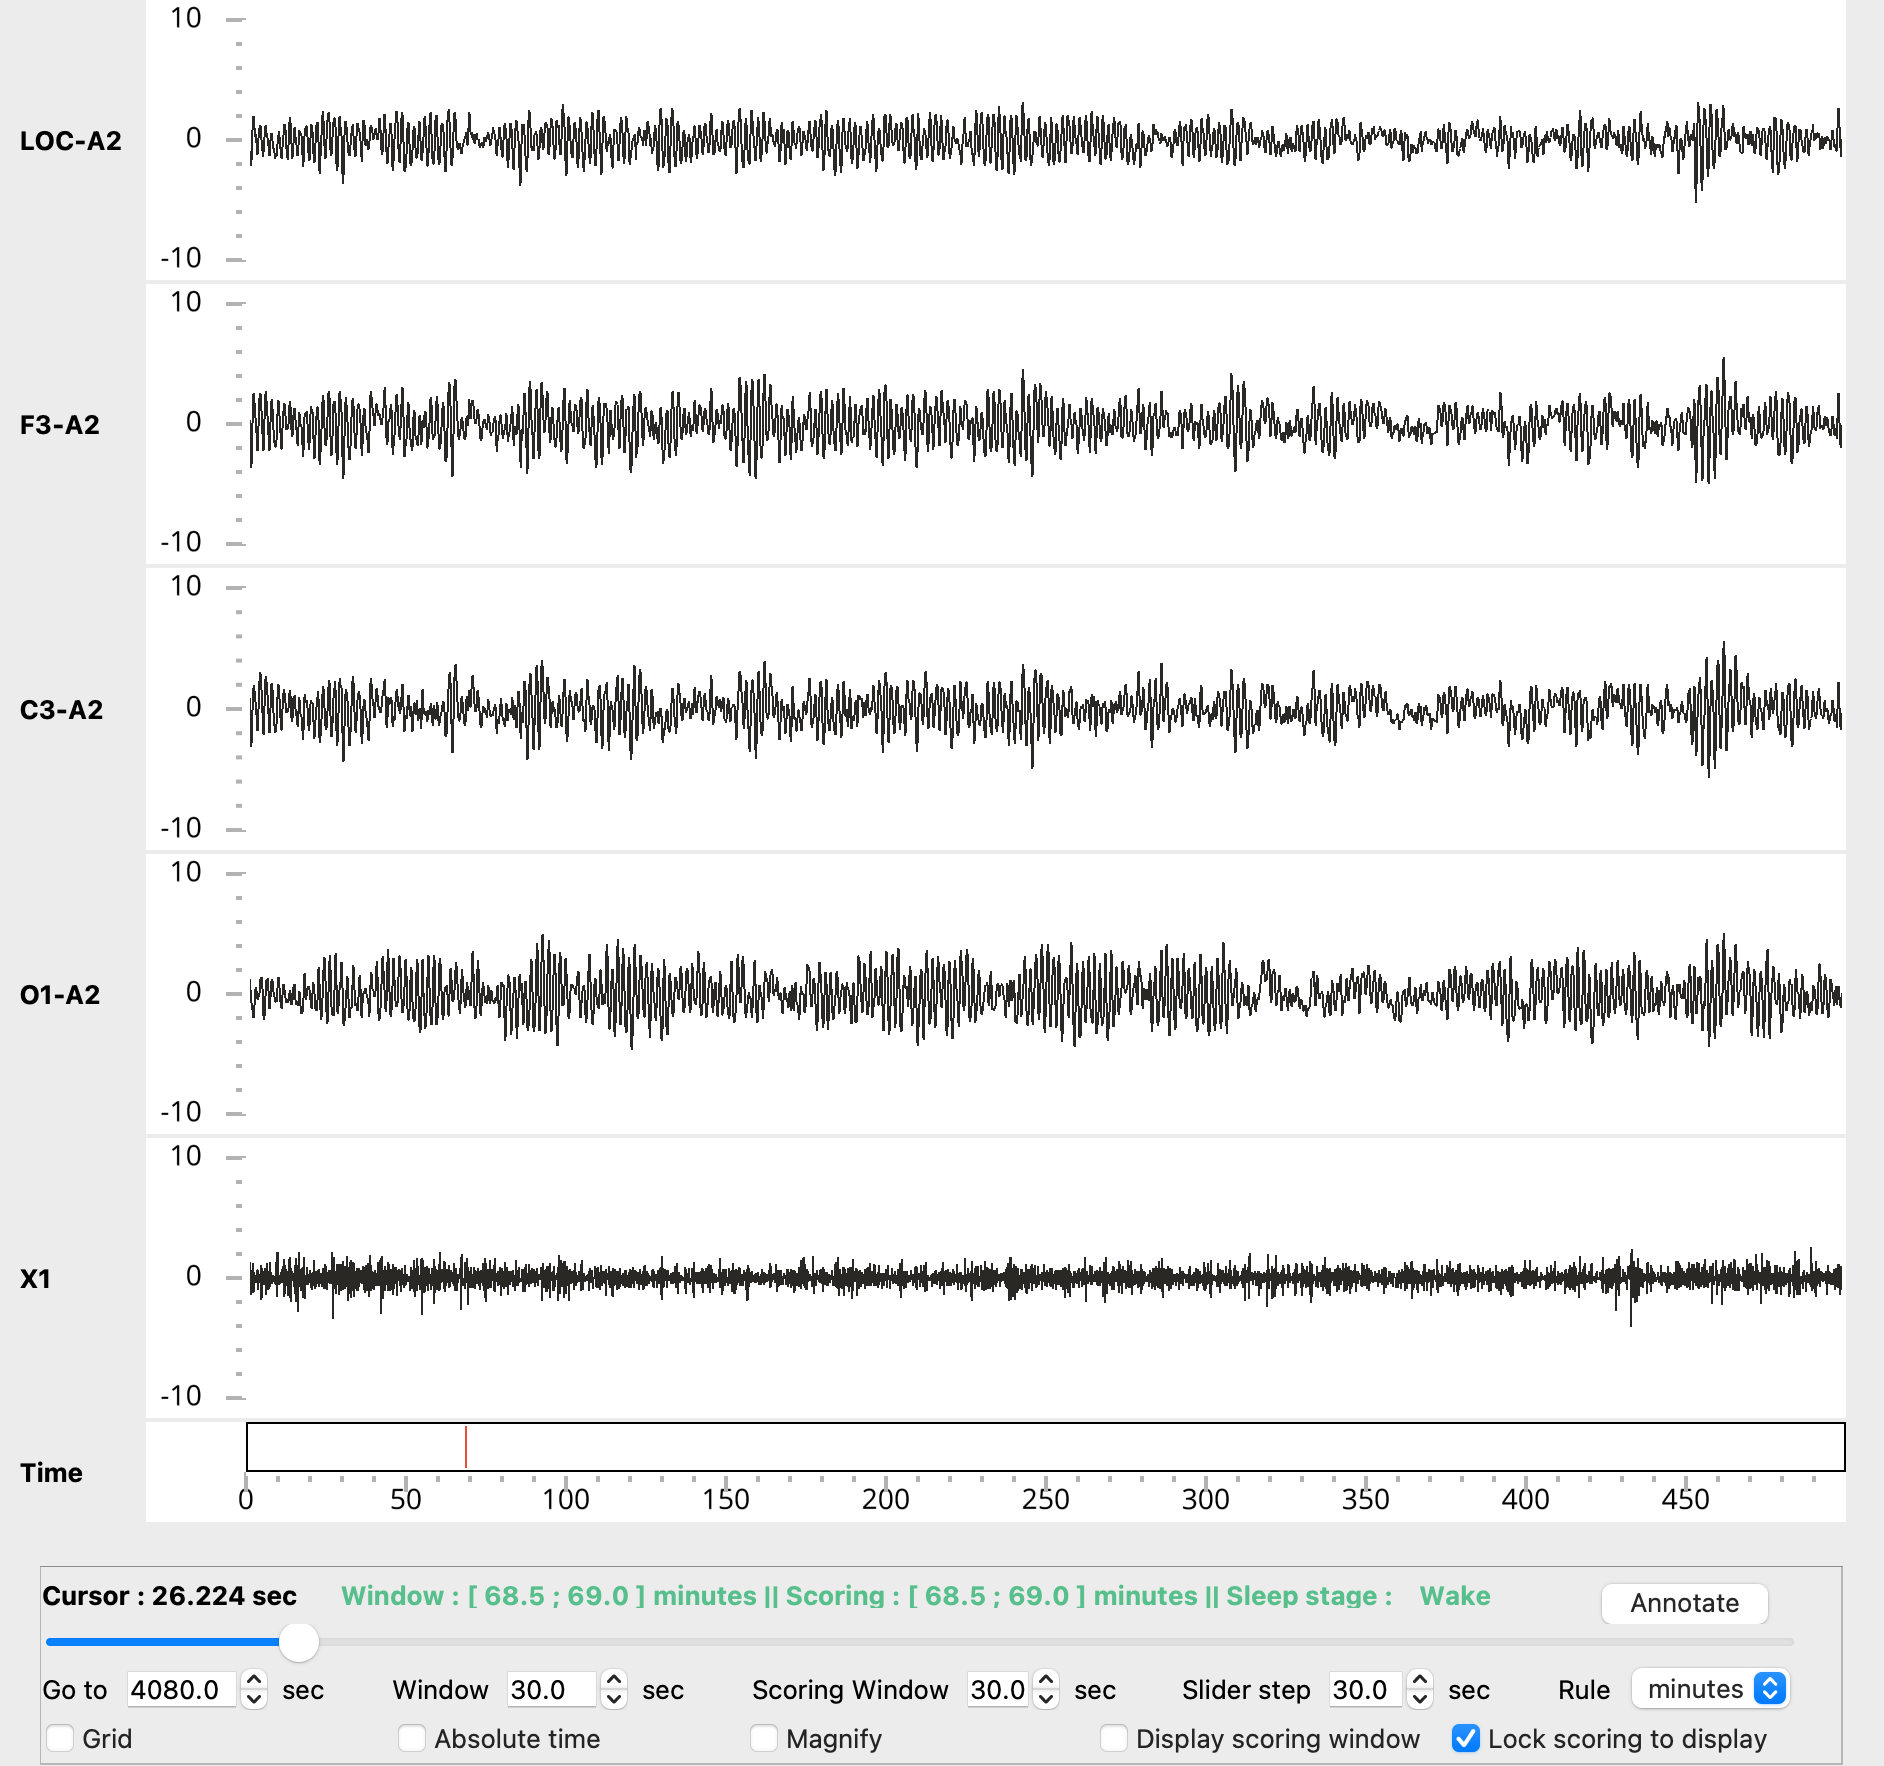 10
LOC-A2
0
-10
10
F3-A2
0
-10
10
C3-A2
0
-10
10
O1-A2
0
-10
10
X1
0
-10
Time
0 50 100 150 200 250 300 350 400 450
Cursor : 26.224 sec Window : [ 68.5 ; 69.0 ] minutes || Scoring : [ 68.5 ; 69.0 ] minutes || Sleep stage : Wake Annotate
Go to 4080.0 sec Window 30.0 sec Scoring Window 30.0 sec Slider step 30.0 sec Rule minutes
Grid Absolute time Magnify Display scoring window Lock scoring to display